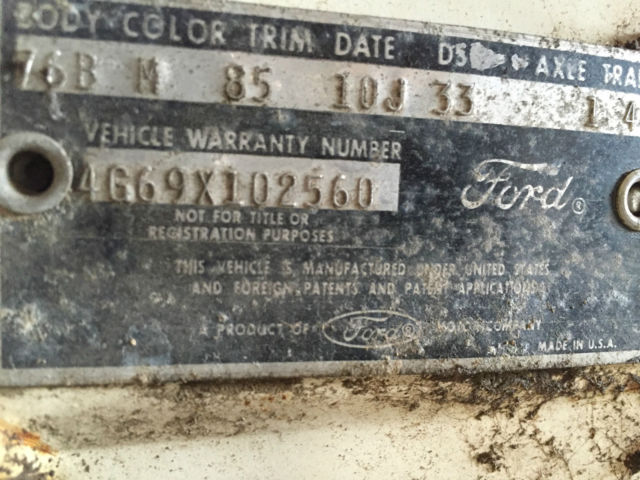 BODY COLOR TRIM DATE DS AXLE TRA
76B M 85 10J 33 1 4
VEHICLE WARRANTY NUMBER
4G69X102560
Ford ®
NOT FOR TITLE OR
REGISTRATION PURPOSES
THIS VEHICLE IS MANUFACTURED UNDER UNITED STATES
AND FOREIGN PATENTS AND PATENT APPLICATIONS
A PRODUCT OF Ford MOTOR COMPANY
MADE IN U.S.A.